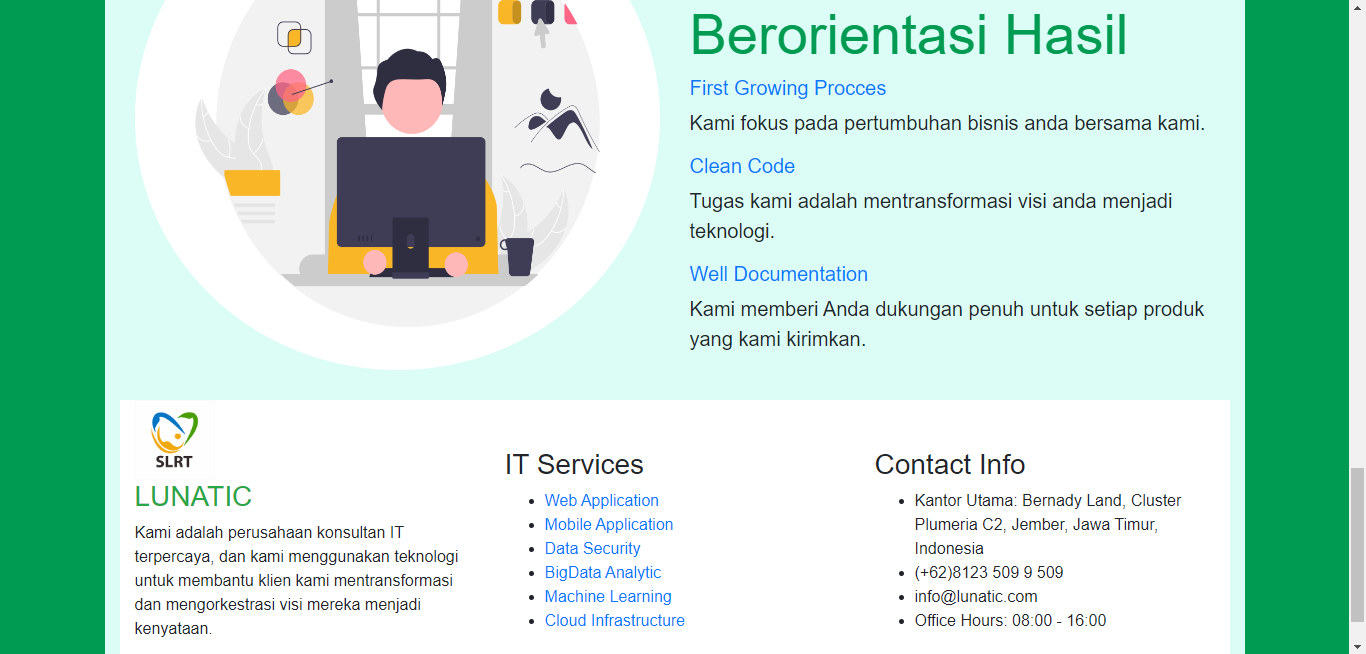 Berorientasi Hasil
First Growing Procces
Kami fokus pada pertumbuhan bisnis anda bersama kami.
Clean Code
Tugas kami adalah mentransformasi visi anda menjadi
teknologi.
Well Documentation
Kami memberi Anda dukungan penuh untuk setiap produk
yang kami kirimkan.
SLRT
LUNATIC
Kami adalah perusahaan konsultan IT
terpercaya, dan kami menggunakan teknologi
untuk membantu klien kami mentransformasi
dan mengorkestrasi visi mereka menjadi
kenyataan.
IT Services
Web Application
Mobile Application
Data Security
BigData Analytic
Machine Learning
Cloud Infrastructure
Contact Info
Kantor Utama: Bernady Land, Cluster
Plumeria C2, Jember, Jawa Timur,
Indonesia
(+62)8123 509 9 509
info@lunatic.com
Office Hours: 08:00 - 16:00